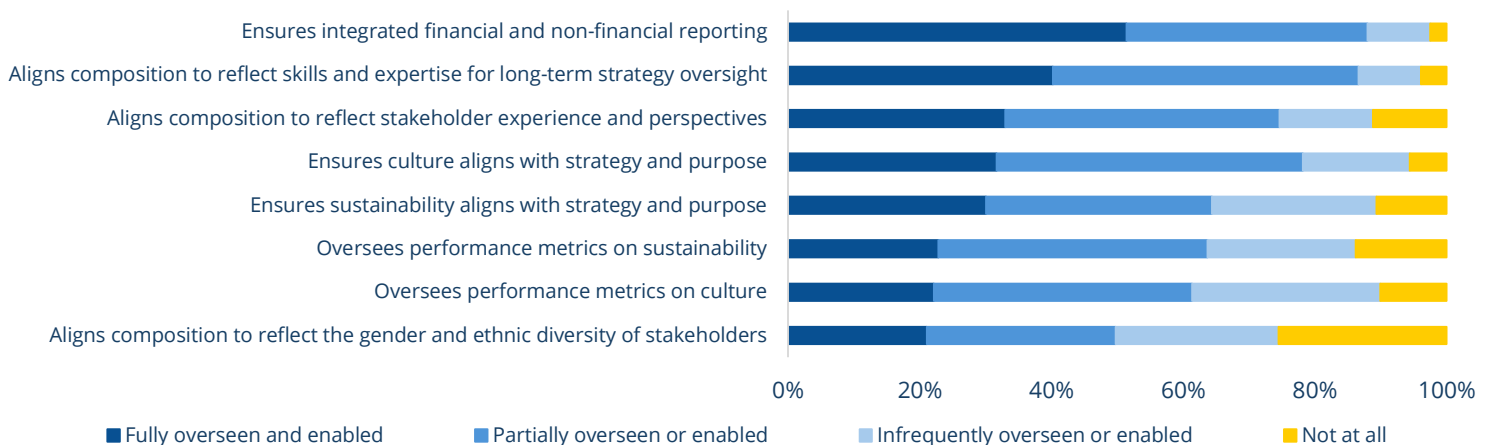 Ensures integrated financial and non-financial reporting
Aligns composition to reflect skills and expertise for long-term strategy oversight
Aligns composition to reflect stakeholder experience and perspectives
Ensures culture aligns with strategy and purpose
Ensures sustainability aligns with strategy and purpose
Oversees performance metrics on sustainability
Oversees performance metrics on culture
Aligns composition to reflect the gender and ethnic diversity of stakeholders
0% 20% 40% 60% 80% 100%
Fully overseen and enabled Partially overseen or enabled Infrequently overseen or enabled Not at all